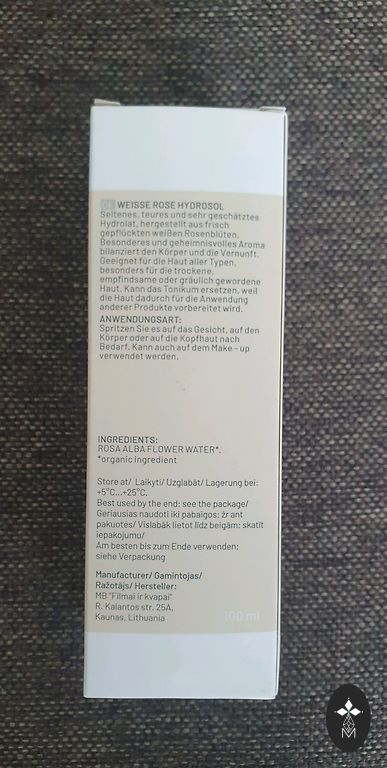 DE WEISSE ROSE HYDROSOL
Seltenes, teures und sehr geschätztes
Hydrolat, hergestellt aus frisch
gepflückten weißen Rosenblüten.
Besonderes und geheimnisvolles Aroma
bilanziert den Körper und die Vernunft.
Geeignet für die Haut aller Typen,
besonders für die trockene,
empfindsame oder gräulich gewordene
Haut. Kann das Tonikum ersetzen, weil
die Haut dadurch für die Anwendung
anderer Produkte vorbereitet wird.
ANWENDUNGSART:
Spritzen Sie es auf das Gesicht, auf den
Körper oder auf die Kopfhaut nach
Bedarf. Kann auch auf dem Make - up
verwendet werden.
INGREDIENTS:
ROSA ALBA FLOWER WATER*.
*organic ingredient
Store at/ Laikyti/ Uzglabāt/ Lagerung bei:
+5°C...+25°C.
Best used by the end: see the package/
Geriausias naudoti iki pabaigos: žr ant
pakuotės/ Vislabāk lietot līdz beigām: skatīt
iepakojumu/
Am besten bis zum Ende verwenden:
siehe Verpackung
Manufacturer/ Gamintojas/
Ražotājs/ Hersteller:
MB "Filmai ir kvapai"
R. Kalantos str. 25A,
Kaunas, Lithuania
100 ml
M